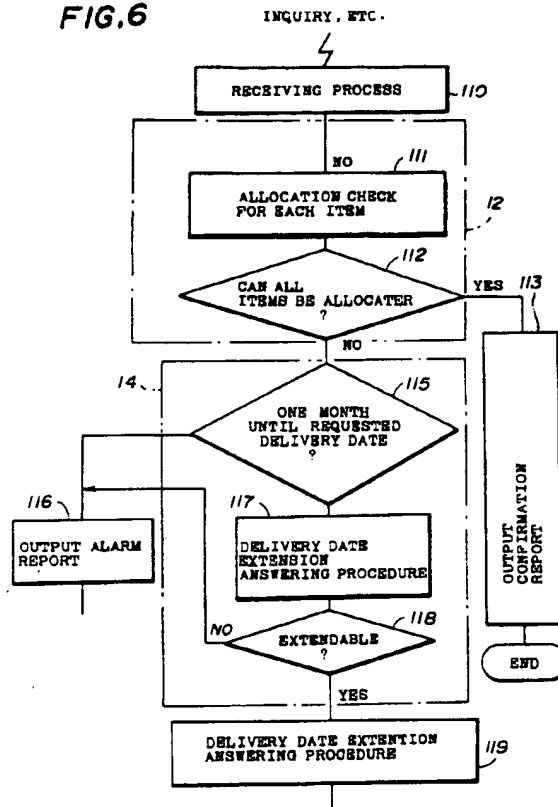 FIG.6
INQUIRY, ETC.
RECEIVING PROCESS
110
NO
111
ALLOCATION CHECK
FOR EACH ITEM
12
112
CAN ALL
ITEMS BE ALLOCATER
?
YES
113
NO
14
115
ONE MONTH
UNTIL REQUESTED
DELIVERY DATE
?
OUTPUT
CONFIRMATION
REPORT
116
117
OUTPUT ALARM
REPORT
DELIVERY DATE
EXTENSION
ANSWERING PROCEDURE
118
NO
EXTENDABLE
?
END
YES
DELIVERY DATE EXTENTION
ANSWERING PROCEDURE
119